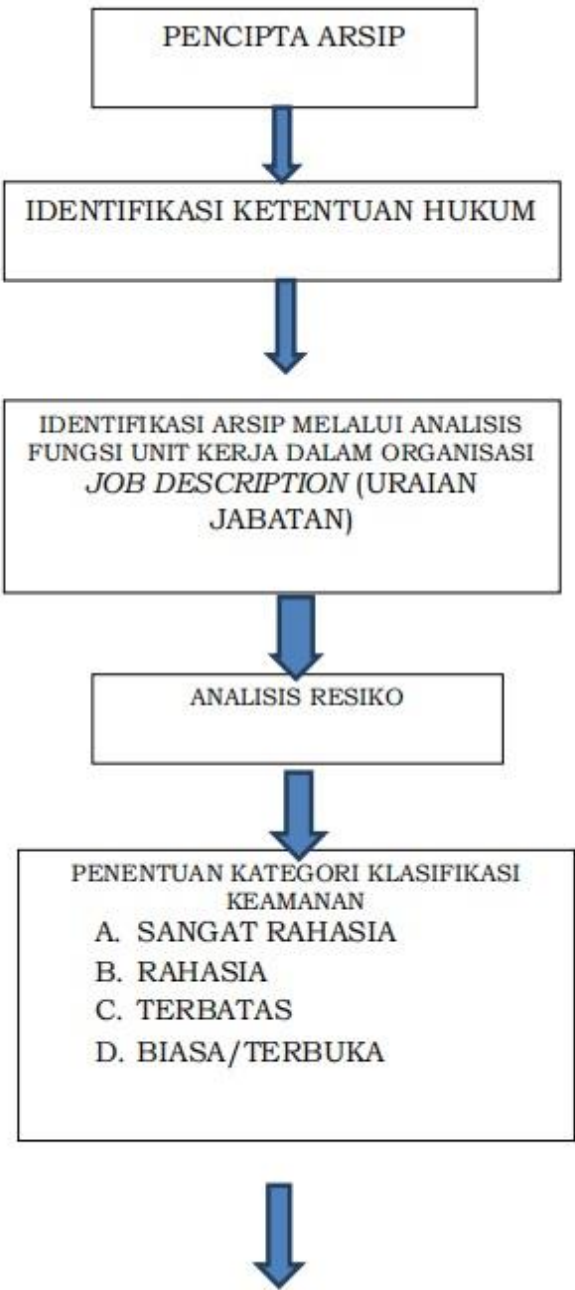 PENCIPTA ARSIP
IDENTIFIKASI KETENTUAN HUKUM
IDENTIFIKASI ARSIP MELALUI ANALISIS
FUNGSI UNIT KERJA DALAM ORGANISASI
JOB DESCRIPTION (URAIAN
JABATAN)
ANALISIS RESIKO
PENENTUAN KATEGORI KLASIFIKASI
KEAMANAN
A. SANGAT RAHASIA
B. RAHASIA
C. TERBATAS
D. BIASA/TERBUKA